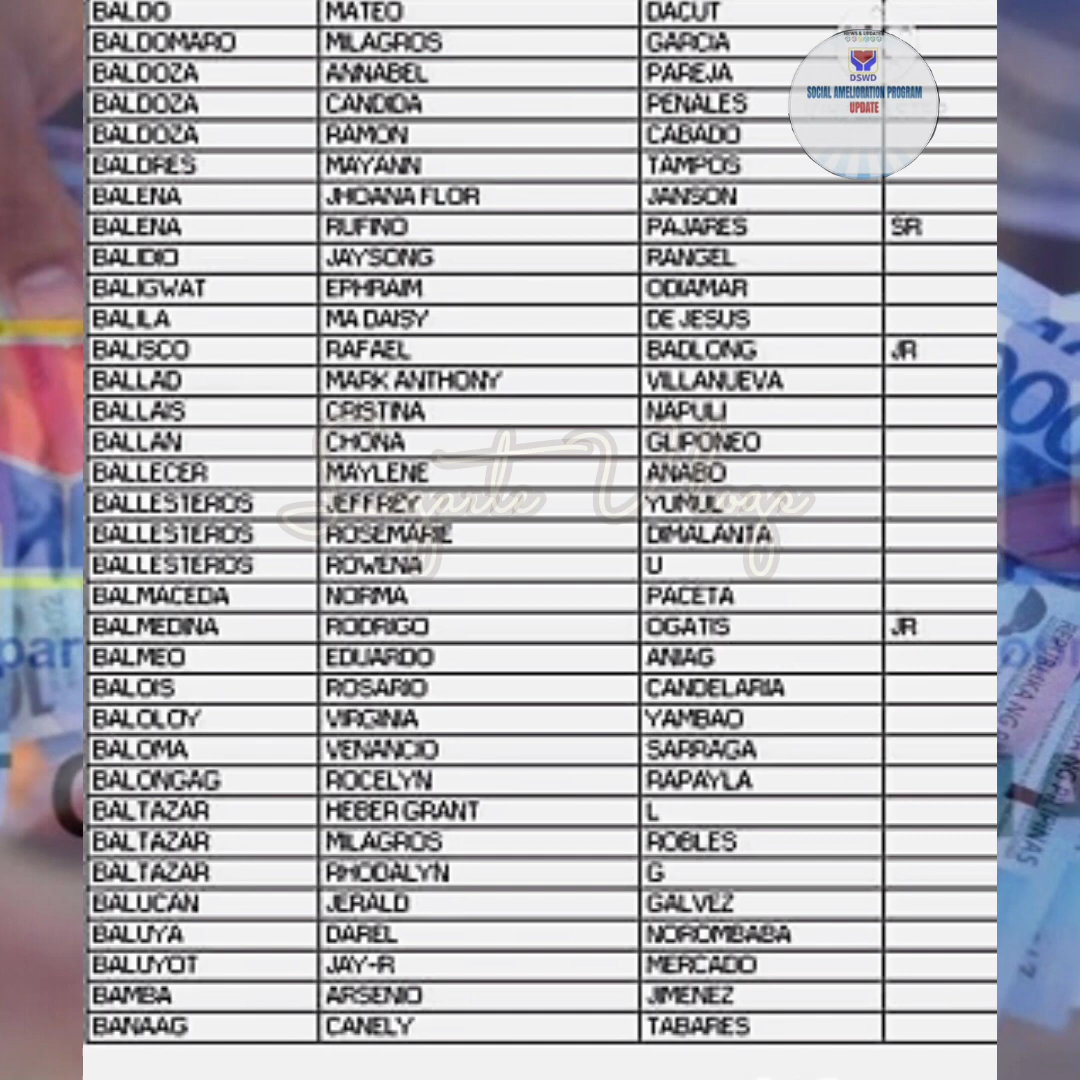 BALDO MATEO DACUT
BALDOMARO MILAGROS GARCIA
BALDOZA ANNABEL PAREJA
BALDOZA CANDIDA PENALES
BALDOZA RAMON CABADO
BALDRES MAYANN TAMPOS
BALENA JHOANA FLOR JANSON
BALENA RUFINO PAJARES SR
BALIDIO JAYSONG RANGEL
BALIGWAT EPHRAIM ODIAMAR
BALILA MA DAISY DE JESUS
BALISCO RAFAEL BADLONG JR
BALLAD MARK ANTHONY VILLANUEVA
BALLAIS CRISTINA NAPULI
BALLAN CHONA GLIPONEO
BALLECER MAYLENE ANABO
BALLESTEROS JEFFREY YUMUL
BALLESTEROS ROSEMARIE DIMALANTA
BALLESTEROS ROWENA U
BALMACEDA NORMA PACETA
BALMEDINA RODRIGO OGATIS JR
BALMEO EDUARDO ANIAG
BALOIS ROSARIO CANDELARIA
BALOLOY VIRGINIA YAMBAO
BALOMA VENANCIO SARRAGA
BALONGAG ROCELYN RAPAYLA
BALTAZAR HEBER GRANT L
BALTAZAR MILAGROS ROBLES
BALTAZAR RHODALYN G
BALUCAN JERALD GALVEZ
BALUYA DAREL NOROMBABA
BALUYOT JAY-R MERCADO
BAMBA ARSENIO JIMENEZ
BANAAG CANELY TABARES
NEWS & UPDATES
DSWD
SOCIAL AMELIORATION PROGRAM
UPDATE